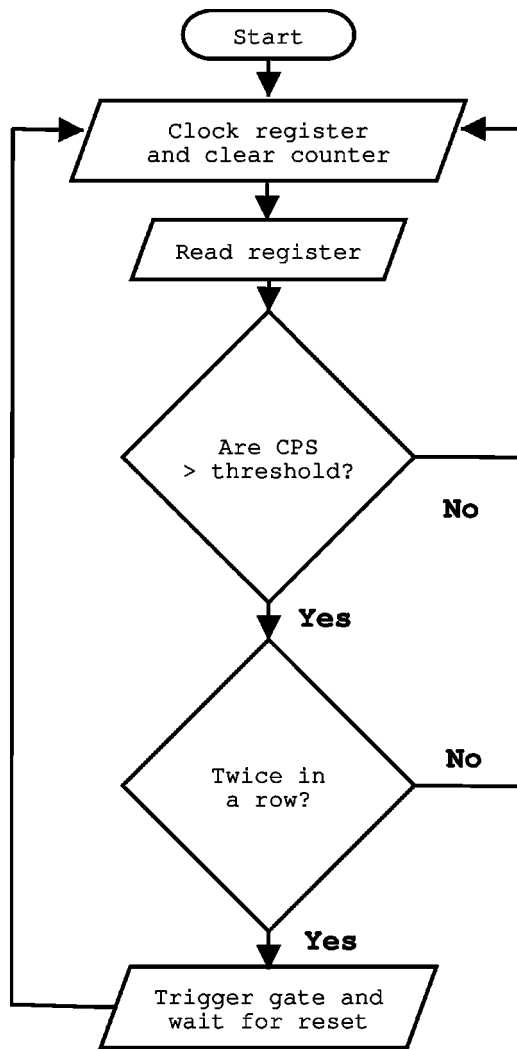 Start
Clock register
and clear counter
Read register
Are CPS
> threshold?
No
Yes
Twice in
a row?
No
Yes
Trigger gate and
wait for reset